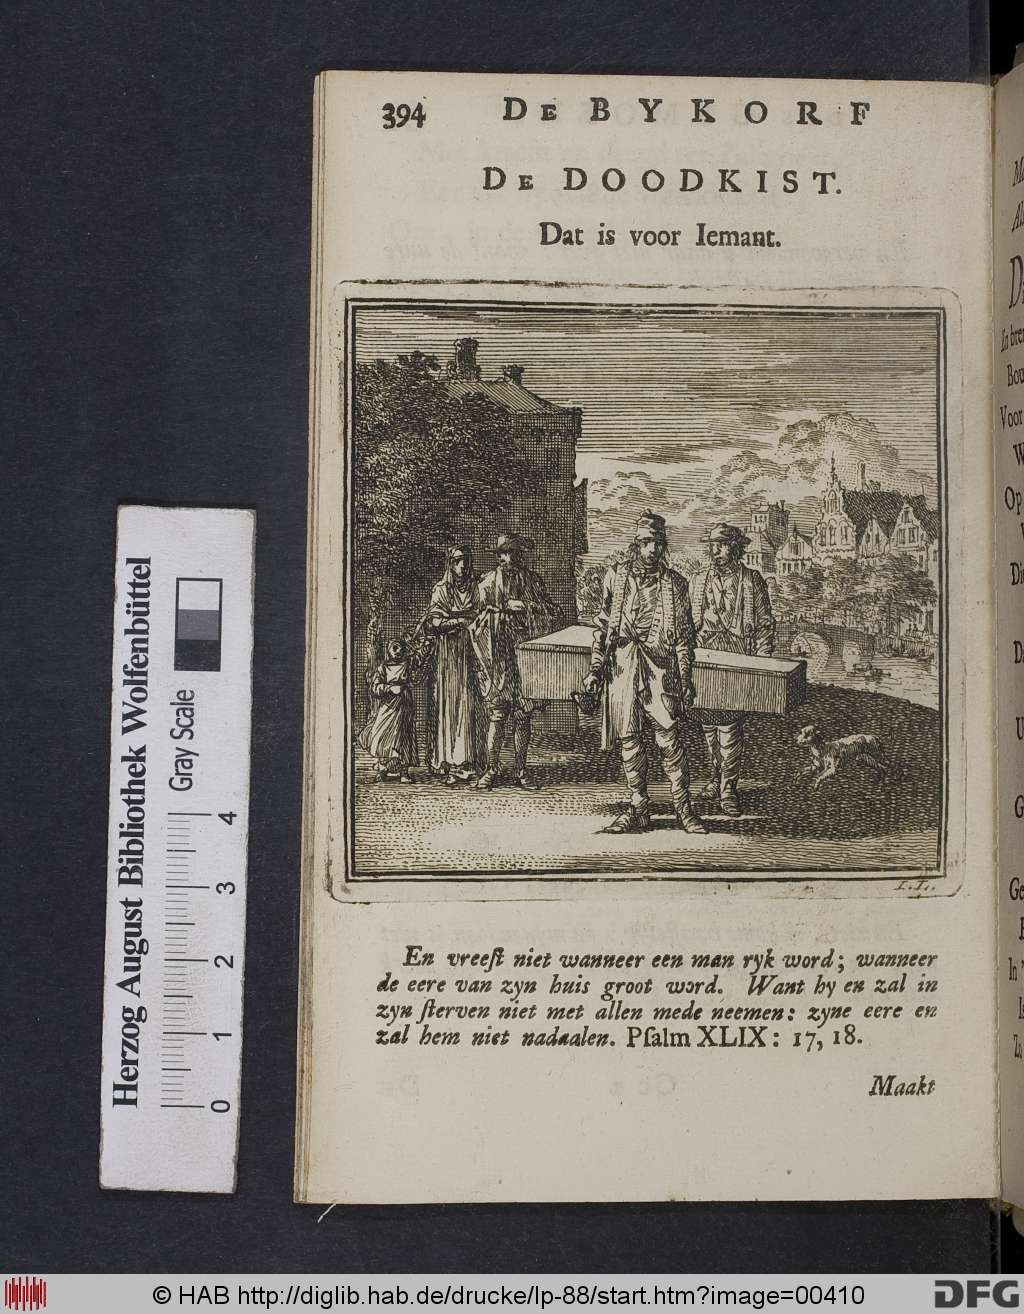 394 DE BYKORF
DE DOODKIST.
Dat is voor Iemant.
I.L.
En vreeſt niet wanneer een man ryk word; wanneer
de eere van zyn huis groot word. Want hy en zal in
zyn ſterven niet met allen mede neemen: zyne eere en
zal hem niet nadaalen. Pſalm XLIX: 17, 18.
Maakt
Herzog August Bibliothek Wolfenbüttel
Gray Scale
0 1 2 3 4
© HAB http://diglib.hab.de/drucke/lp-88/start.htm?image=00410
DFG